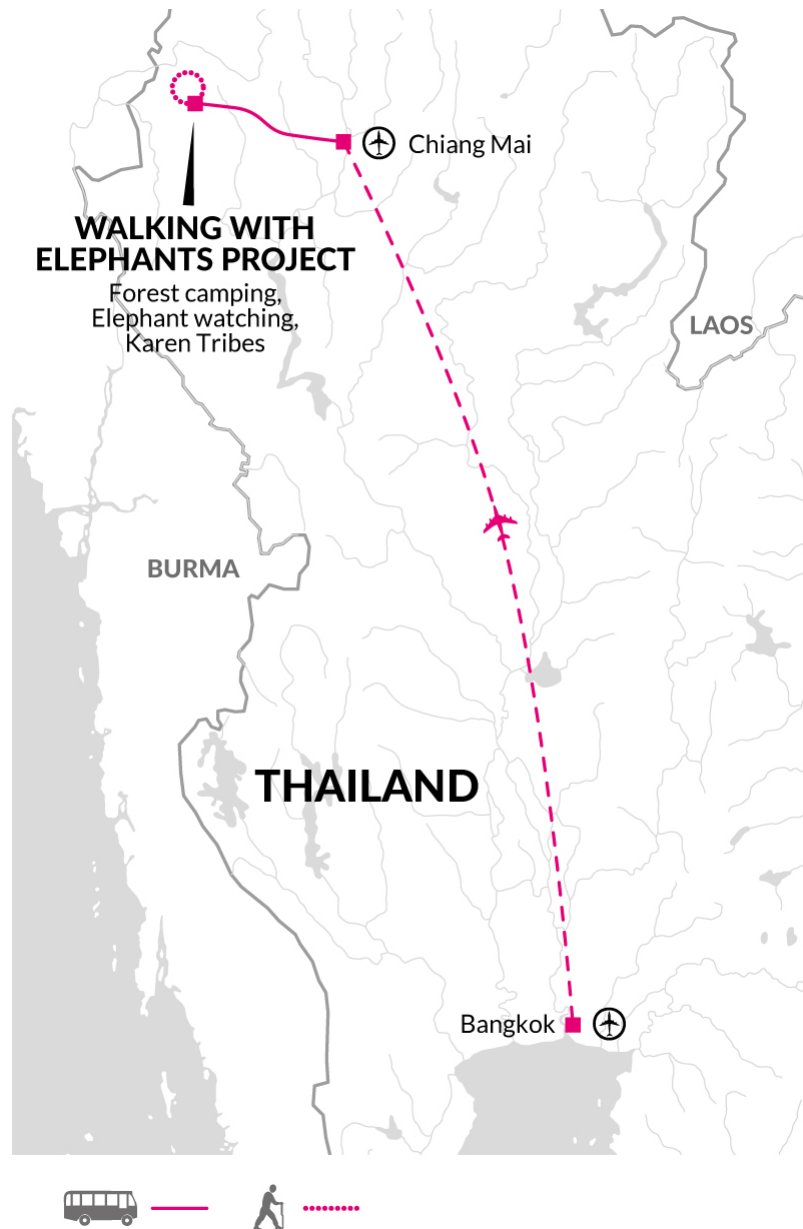 Chiang Mai
WALKING WITH
ELEPHANTS PROJECT
Forest camping,
Elephant watching,
Karen Tribes
LAOS
BURMA
THAILAND
Bangkok